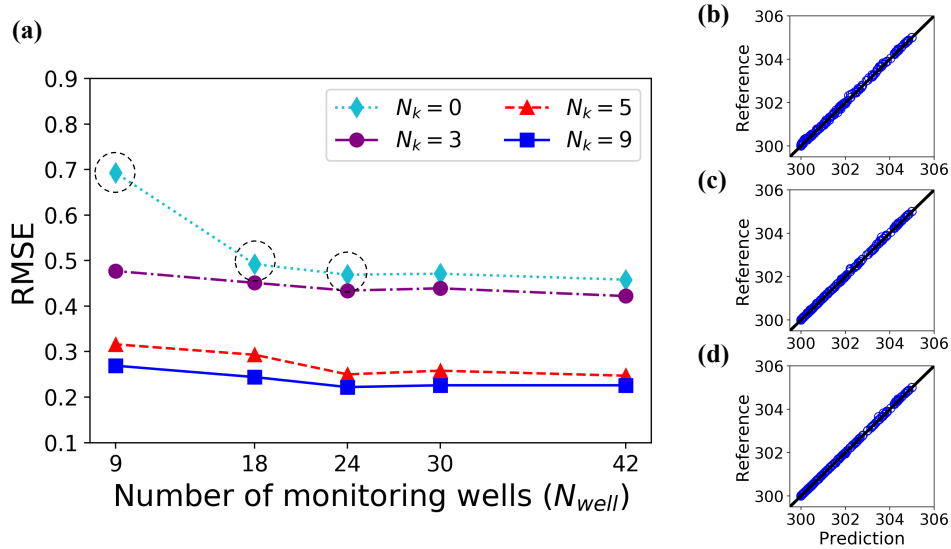 (a)
0.9
0.8
0.7
0.6
0.5
0.4
0.3
0.2
0.1
RMSE
N_k = 0
N_k = 3
N_k = 5
N_k = 9
9 18 24 30 42
Number of monitoring wells (N_well)
(b)
306
304
302
300
Reference
300 302 304 306
(c)
306
304
302
300
Reference
300 302 304 306
(d)
306
304
302
300
Reference
300 302 304 306
Prediction